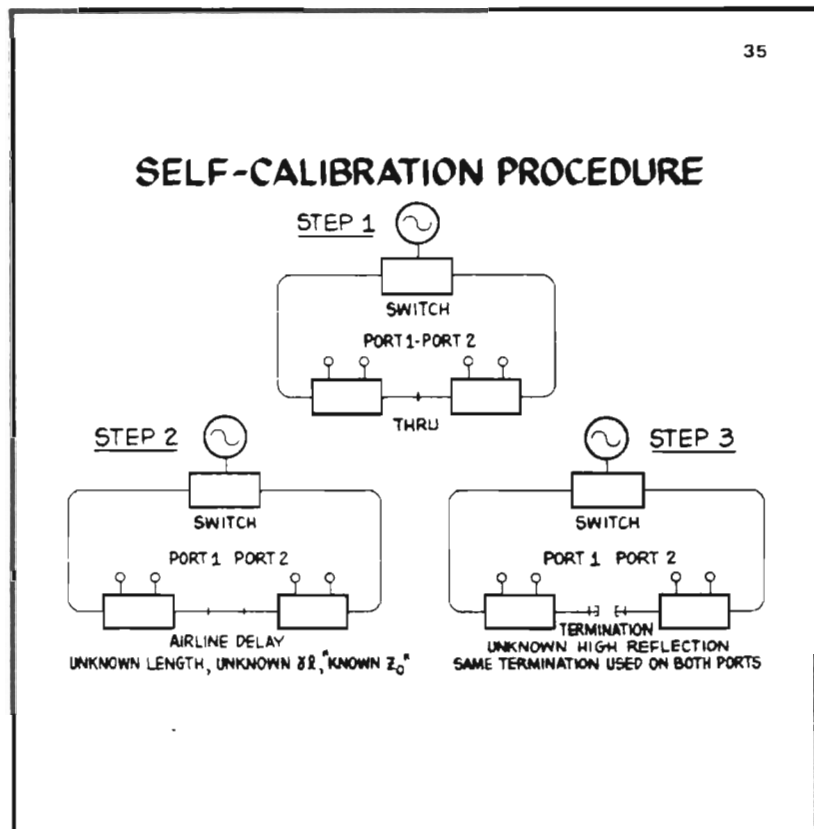 35
SELF-CALIBRATION PROCEDURE
STEP 1
SWITCH
PORT 1-PORT 2
THRU
STEP 2
SWITCH
PORT 1 PORT 2
AIRLINE DELAY
UNKNOWN LENGTH, UNKNOWN γℓ, "KNOWN Z₀"
STEP 3
SWITCH
PORT 1 PORT 2
TERMINATION
UNKNOWN HIGH REFLECTION
SAME TERMINATION USED ON BOTH PORTS